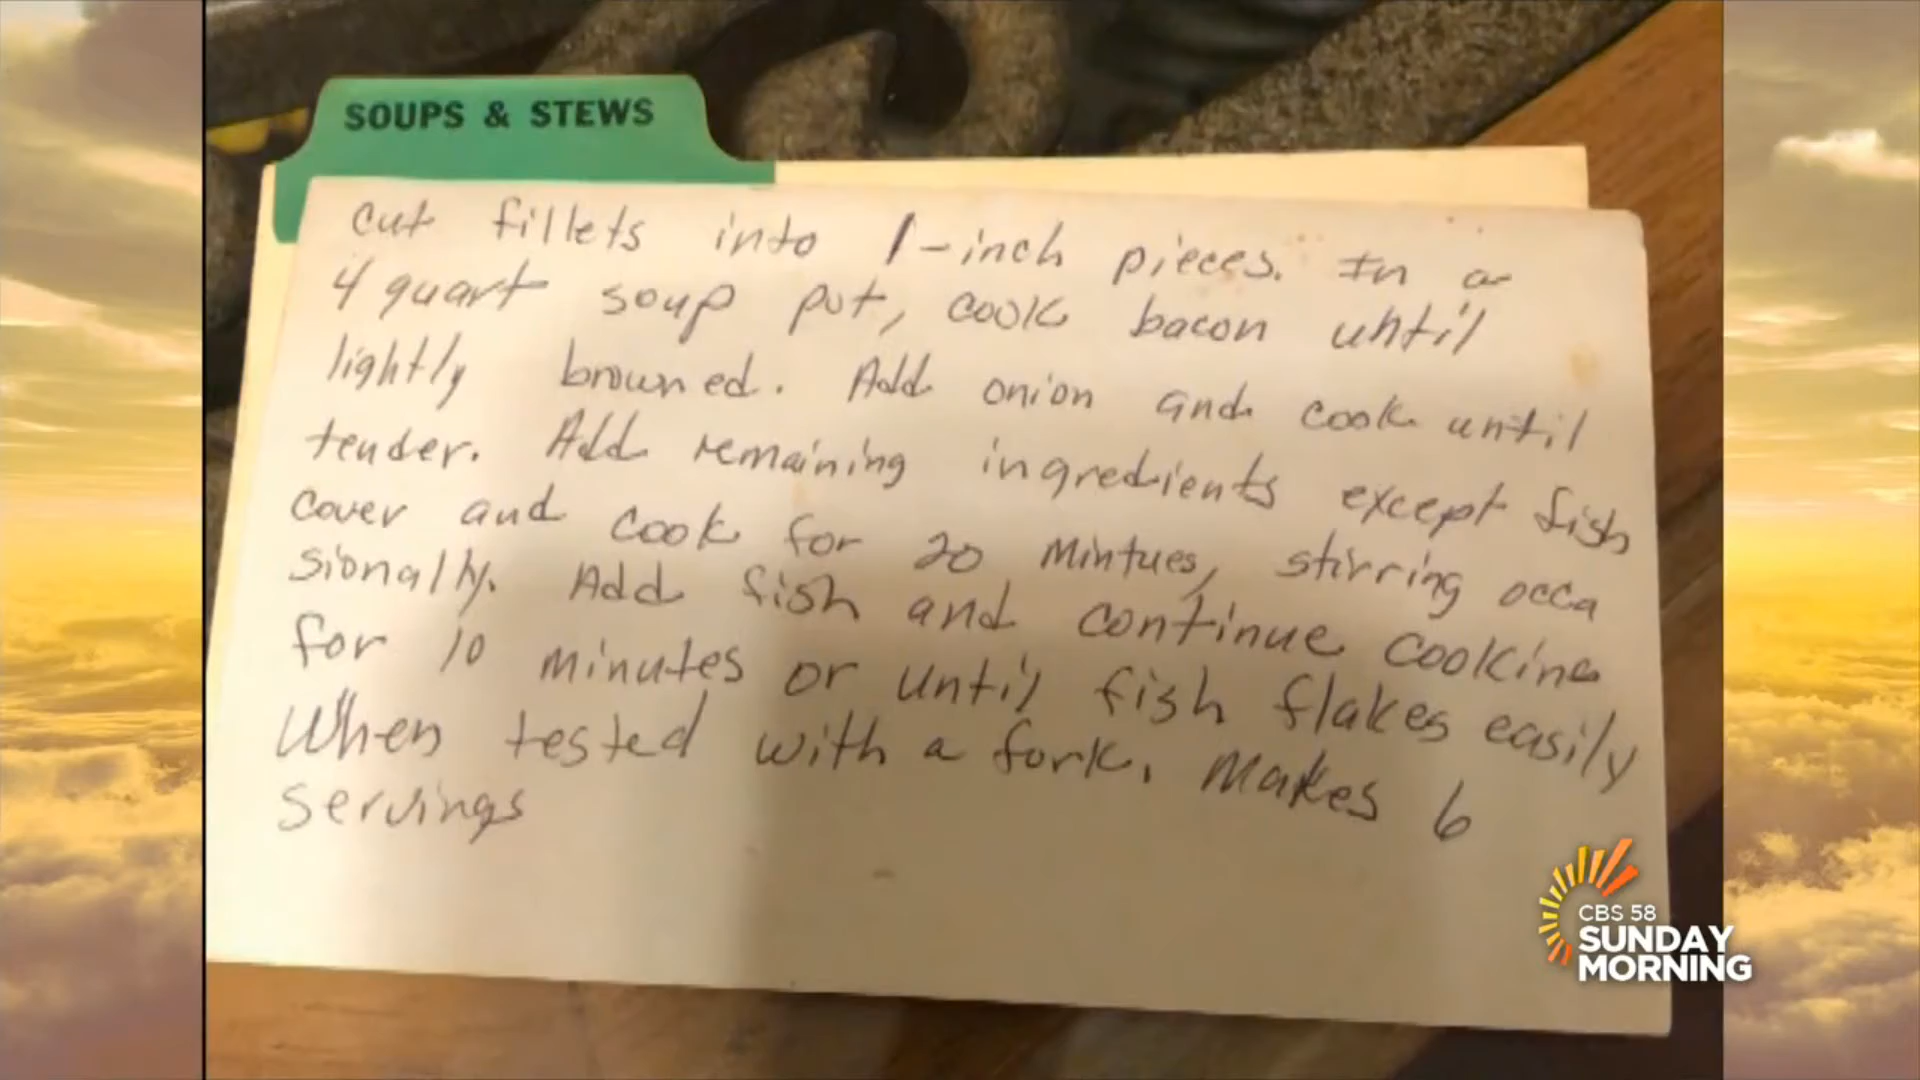 SOUPS & STEWS
cut fillets into 1-inch pieces. In a
4 quart soup pot, cook bacon until
lightly browned. Add onion and cook until
tender. Add remaining ingredients except fish
cover and cook for 20 Mintues, stirring occa
sionally. Add fish and continue cooking
for 10 minutes or until fish flakes easily
When tested with a fork. Makes 6
servings
CBS 58
SUNDAY
MORNING